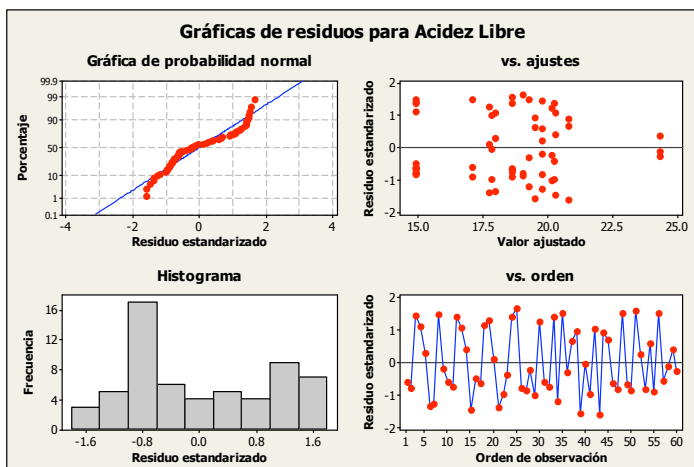 Gráficas de residuos para Acidez Libre
Gráfica de probabilidad normal
Porcentaje
99.9
99
90
50
10
1
0.1
-4 -2 0 2 4
Residuo estandarizado
vs. ajustes
Residuo estandarizado
2
1
0
-1
-2
15.0 17.5 20.0 22.5 25.0
Valor ajustado
Histograma
Frecuencia
16
12
8
4
0
-1.6 -0.8 0.0 0.8 1.6
Residuo estandarizado
vs. orden
Residuo estandarizado
2
1
0
-1
-2
1 5 10 15 20 25 30 35 40 45 50 55 60
Orden de observación